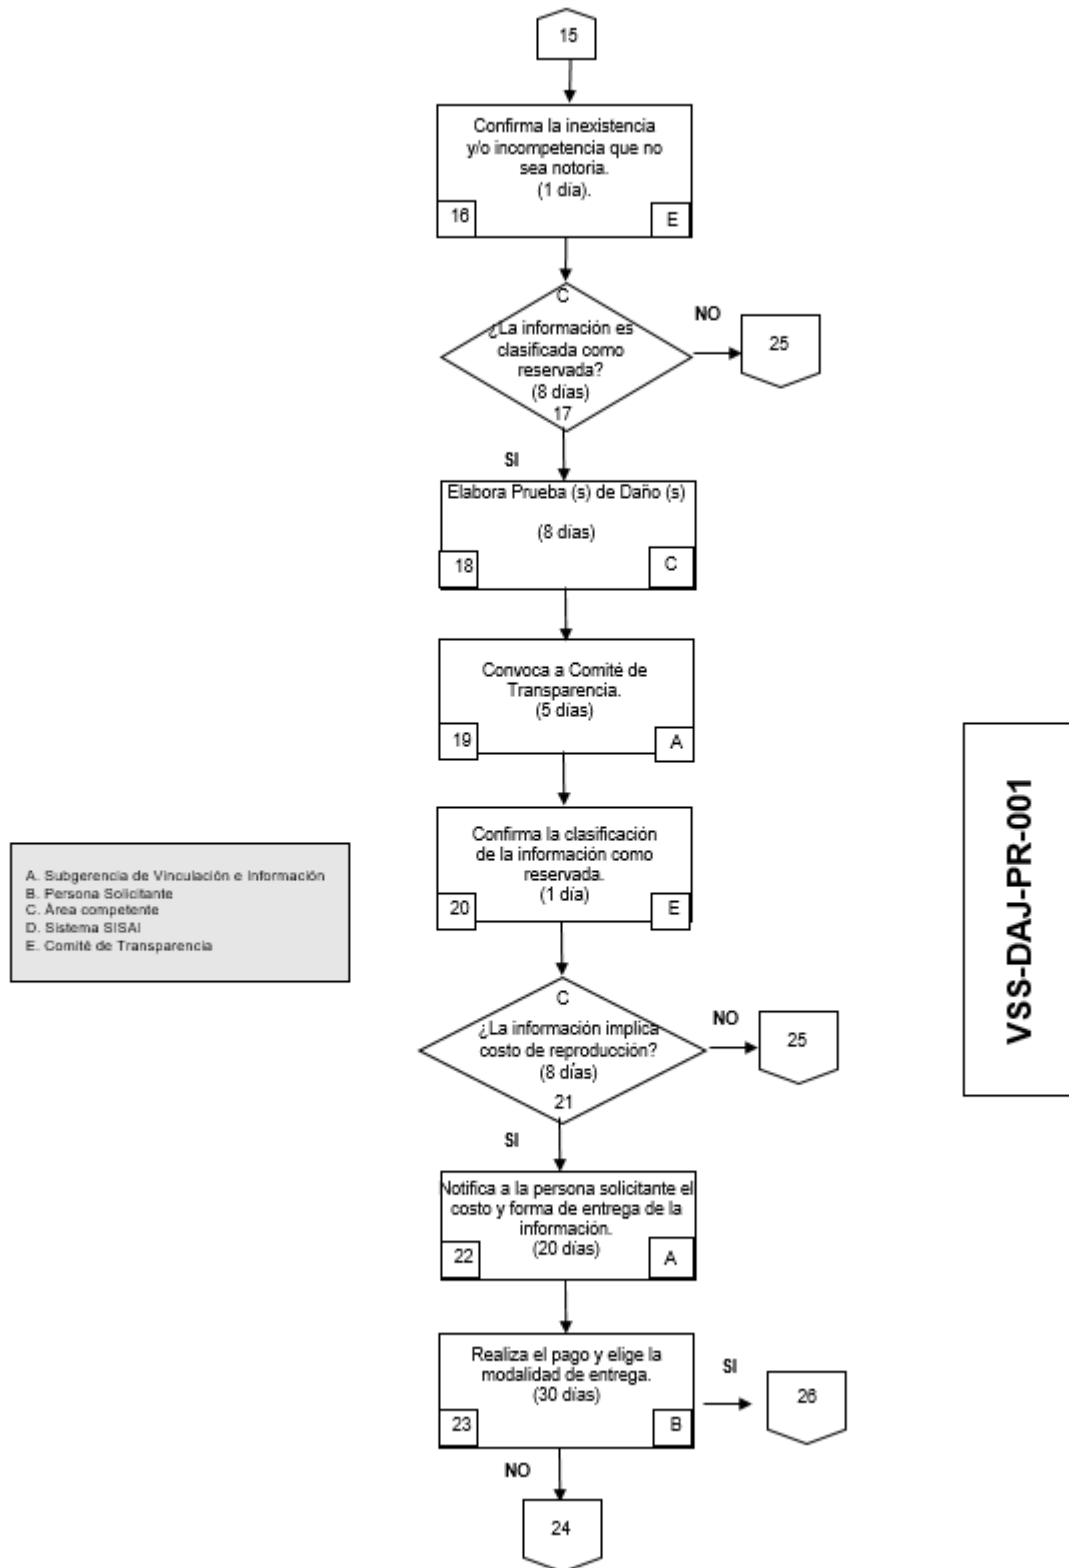 15
Confirma la inexistencia
y/o incompetencia que no
sea notoria.
(1 día).
16
E
C
¿La información es
clasificada como
reservada?
(8 días)
17
NO
25
SI
Elabora Prueba (s) de Daño (s)
(8 días)
18
C
Convoca a Comité de
Transparencia.
(5 días)
19
A
Confirma la clasificación
de la información como
reservada.
(1 día)
20
E
A. Subgerencia de Vinculación e Información
B. Persona Solicitante
C. Área competente
D. Sistema SISAI
E. Comité de Transparencia
VSS-DAJ-PR-001
C
¿La información implica
costo de reproducción?
(8 días)
21
NO
25
SI
Notifica a la persona solicitante el
costo y forma de entrega de la
información.
(20 días)
22
A
Realiza el pago y elige la
modalidad de entrega.
(30 días)
23
B
SI
26
NO
24